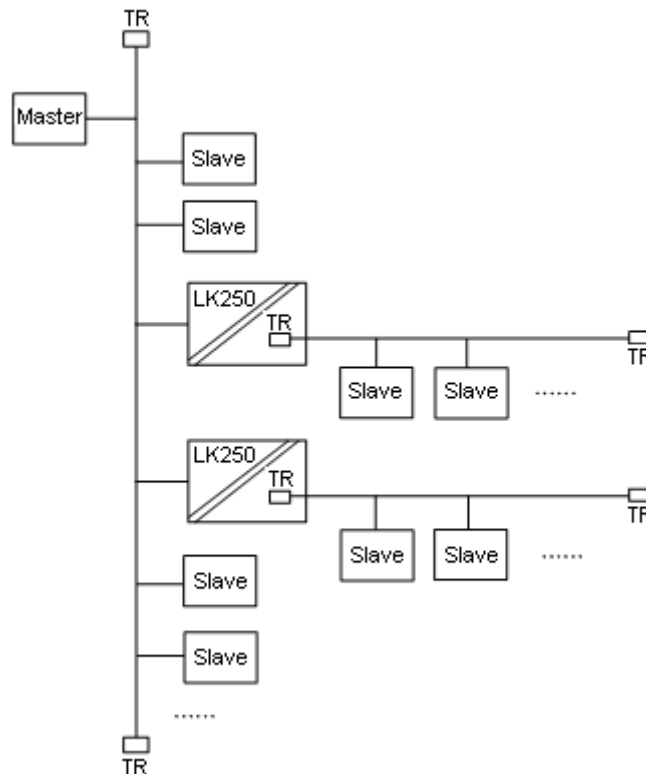 TR
Master
Slave
Slave
LK250
TR
TR
Slave
Slave
......
LK250
TR
TR
Slave
Slave
......
Slave
Slave
......
TR